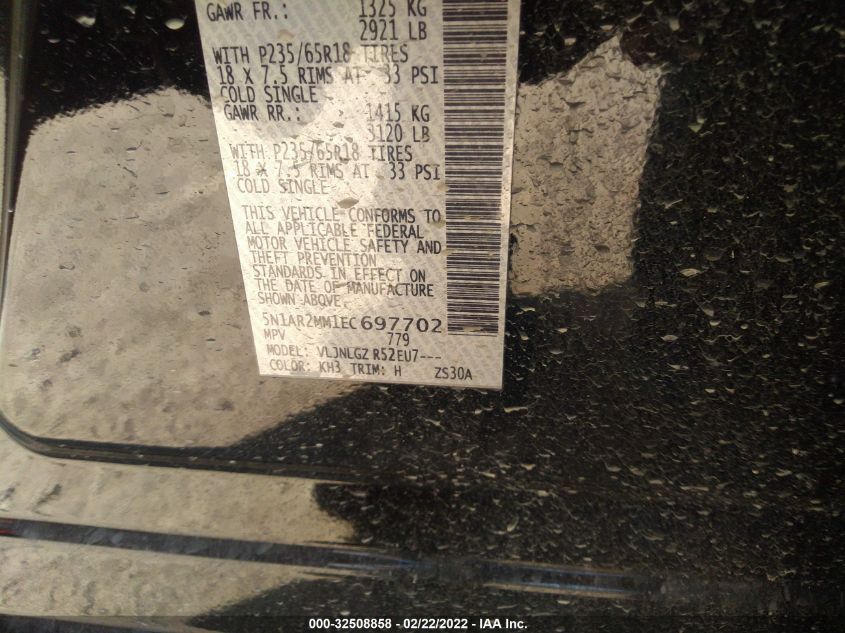 GAWR FR.: 1325 KG
2921 LB
WITH P235/65R18 TIRES
18 X 7.5 RIMS AT 33 PSI
COLD SINGLE
GAWR RR.: 1415 KG
3120 LB
WITH P235/65R18 TIRES
18 X 7.5 RIMS AT 33 PSI
COLD SINGLE
THIS VEHICLE CONFORMS TO
ALL APPLICABLE FEDERAL
MOTOR VEHICLE SAFETY AND
THEFT PREVENTION
STANDARDS IN EFFECT ON
THE DATE OF MANUFACTURE
SHOWN ABOVE.
5N1AR2MM1EC697702
MPV 779
MODEL: VLJNLGZ R52EU7---
COLOR: KH3 TRIM: H ZS30A
000-32508858 - 02/22/2022 - IAA Inc.